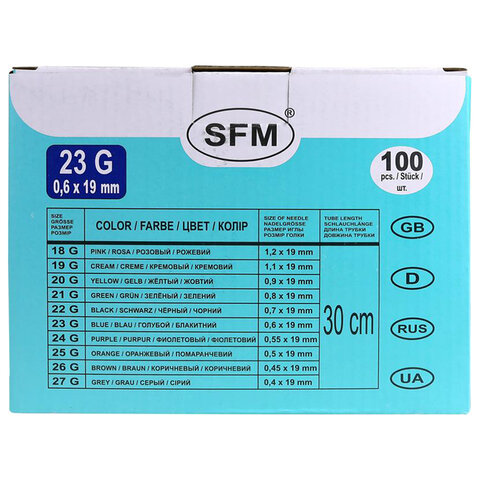 SFM®
23 G
0,6 x 19 mm
100
pcs. / Stück /
шт.
SIZE
GRÖSSE
РАЗМЕР
РОЗМІР
COLOR / FARBE / ЦВЕТ / КОЛІР
SIZE OF NEEDLE
NADELGRÖSSE
РАЗМЕР ИГЛЫ
РОЗМІР ГОЛКИ
TUBE LENGTH
SCHLAUCHLÄNGE
ДЛИНА ТРУБКИ
ДОВЖИНА ТРУБКИ
18 G PINK / ROSA / РОЗОВЫЙ / РОЖЕВИЙ 1,2 x 19 mm
19 G CREAM / CREME / КРЕМОВЫЙ / КРЕМОВИЙ 1,1 x 19 mm
20 G YELLOW / GELB / ЖЁЛТЫЙ / ЖОВТИЙ 0,9 x 19 mm
21 G GREEN / GRÜN / ЗЕЛЁНЫЙ / ЗЕЛЕНИЙ 0,8 x 19 mm
22 G BLACK / SCHWARZ / ЧЁРНЫЙ / ЧОРНИЙ 0,7 x 19 mm
23 G BLUE / BLAU / ГОЛУБОЙ / БЛАКИТНИЙ 0,6 x 19 mm
24 G PURPLE / PURPUR / ФИОЛЕТОВЫЙ / ФІОЛЕТОВИЙ 0,55 x 19 mm
25 G ORANGE / ОРАНЖЕВЫЙ / ПОМАРАНЧЕВИЙ 0,5 x 19 mm
26 G BROWN / BRAUN / КОРИЧНЕВЫЙ / КОРИЧНЕВИЙ 0,45 x 19 mm
27 G GREY / GRAU / СЕРЫЙ / СІРИЙ 0,4 x 19 mm
30 cm
GB
D
RUS
UA